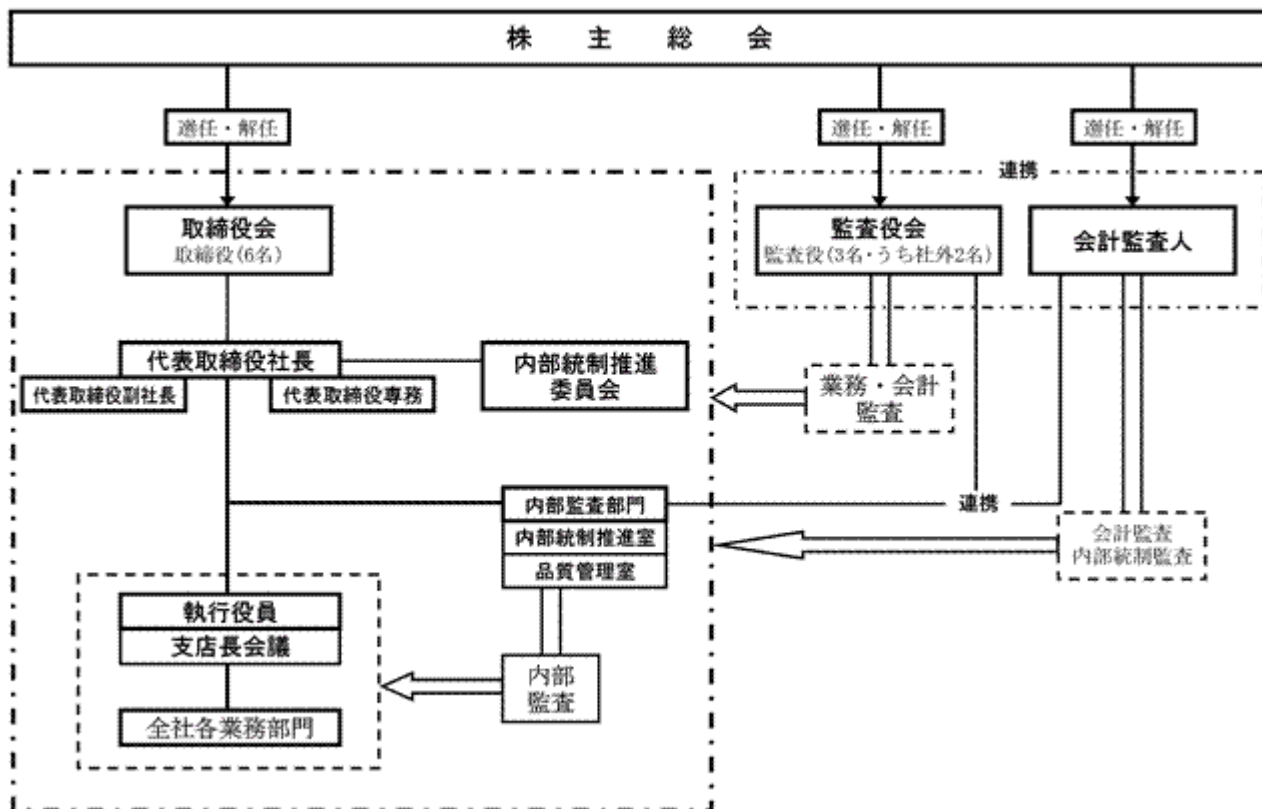 株主総会
選任・解任
選任・解任
選任・解任
連携
取締役会
取締役(6名)
監査役会
監査役(3名・うち社外2名)
会計監査人
代表取締役社長
代表取締役副社長
代表取締役専務
内部統制推進
委員会
業務・会計
監査
内部監査部門
連携
内部統制推進室
品質管理室
会計監査
内部統制監査
執行役員
支店長会議
内部
監査
全社各業務部門